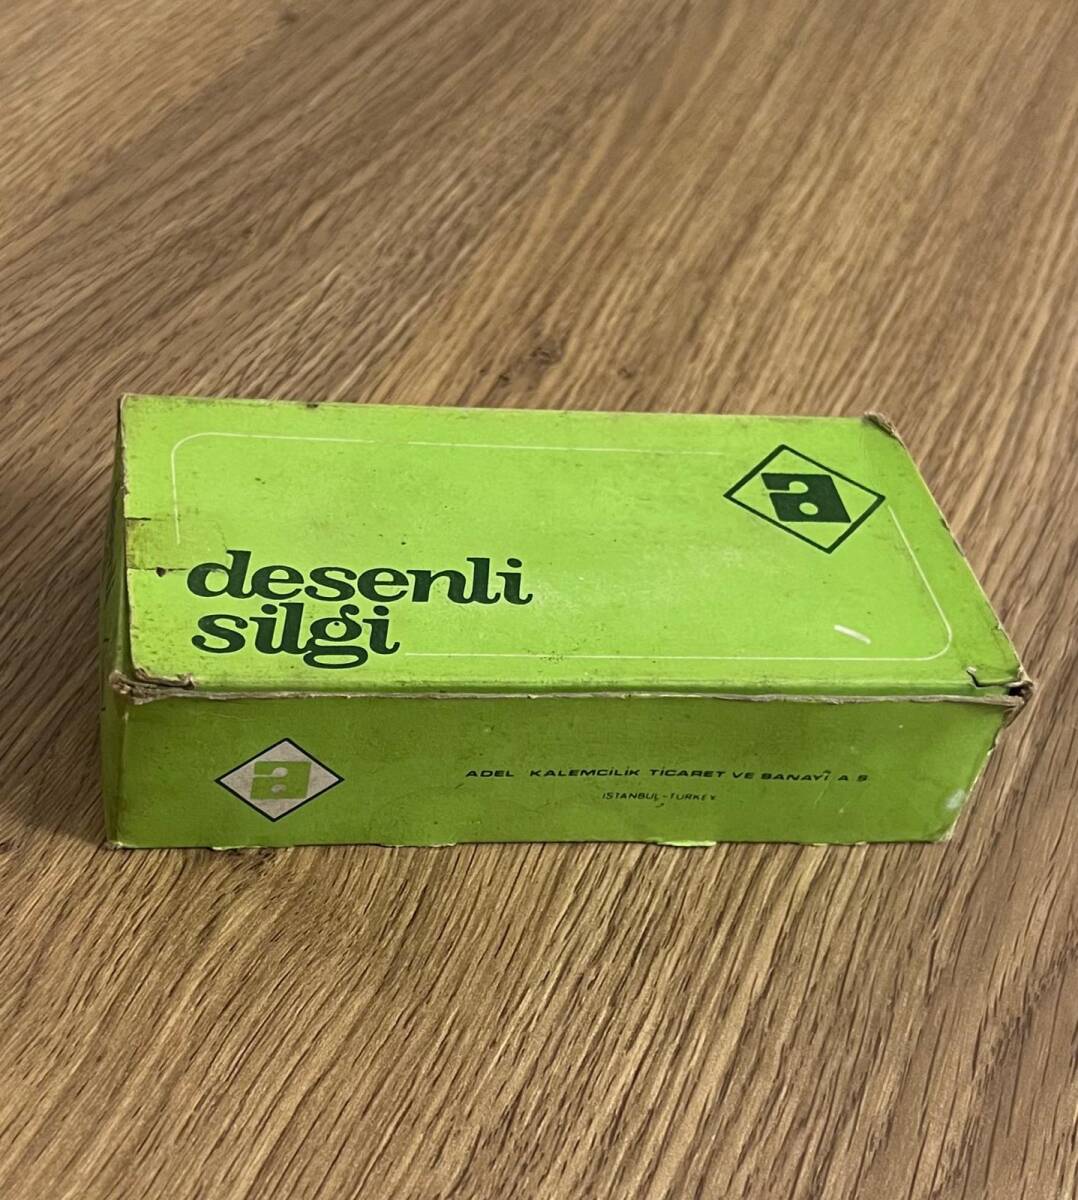 a
desenli
silgi
a
ADEL KALEMCİLİK TİCARET VE SANAYİ A S
İSTANBUL - TURKEY